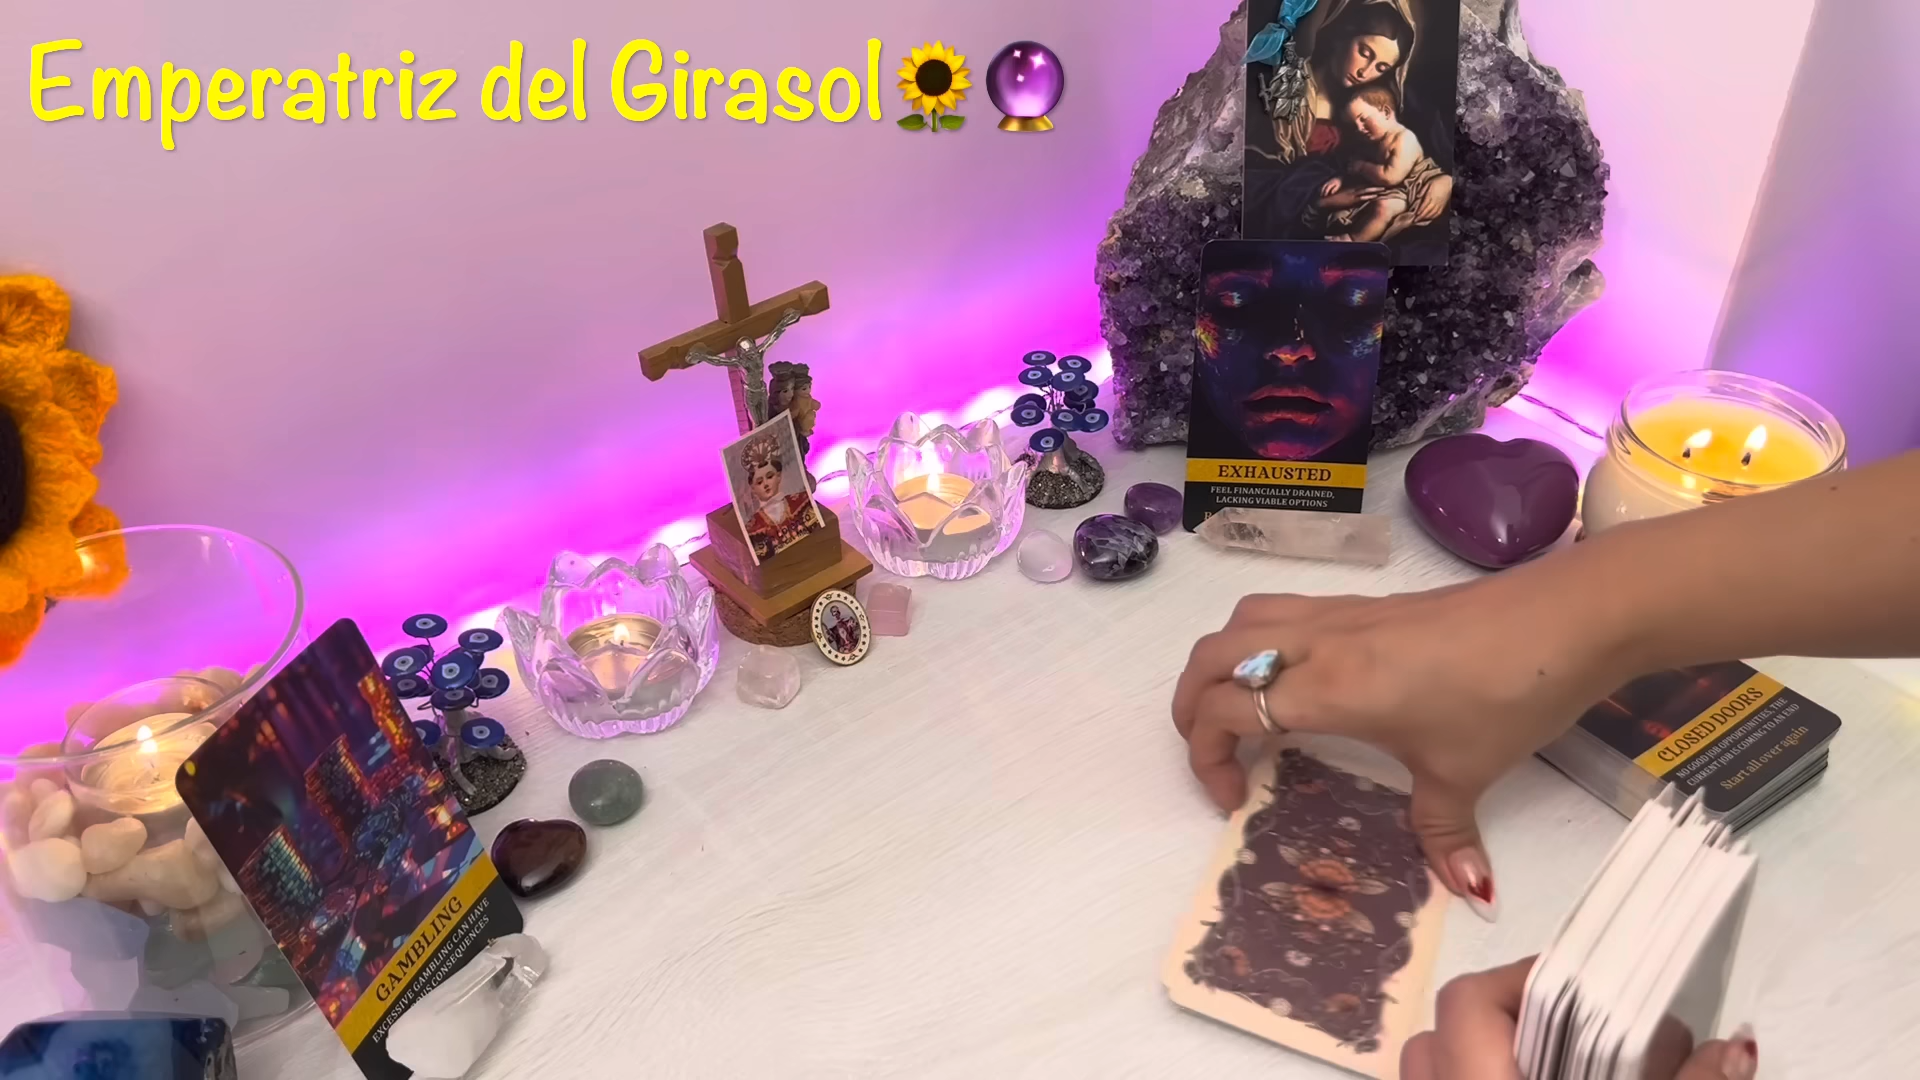 Emperatriz del Girasol
EXHAUSTED
FEEL FINANCIALLY DRAINED,
LACKING VIABLE OPTIONS
CLOSED DOORS
NO GOOD JOB OPPORTUNITIES, THE
CURRENT JOB IS COMING TO AN END
Start all over again
GAMBLING
EXCESSIVE GAMBLING CAN HAVE
CONSEQUENCES